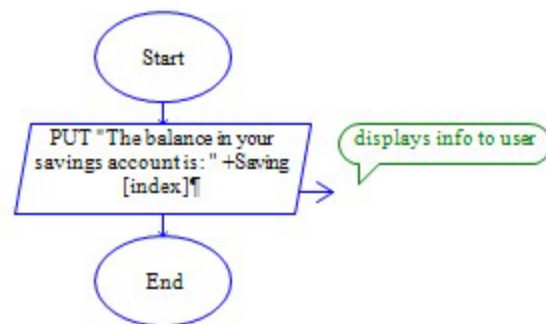 Start
PUT "The balance in your
savings account is: " +Saving
[index]¶
displays info to user
End